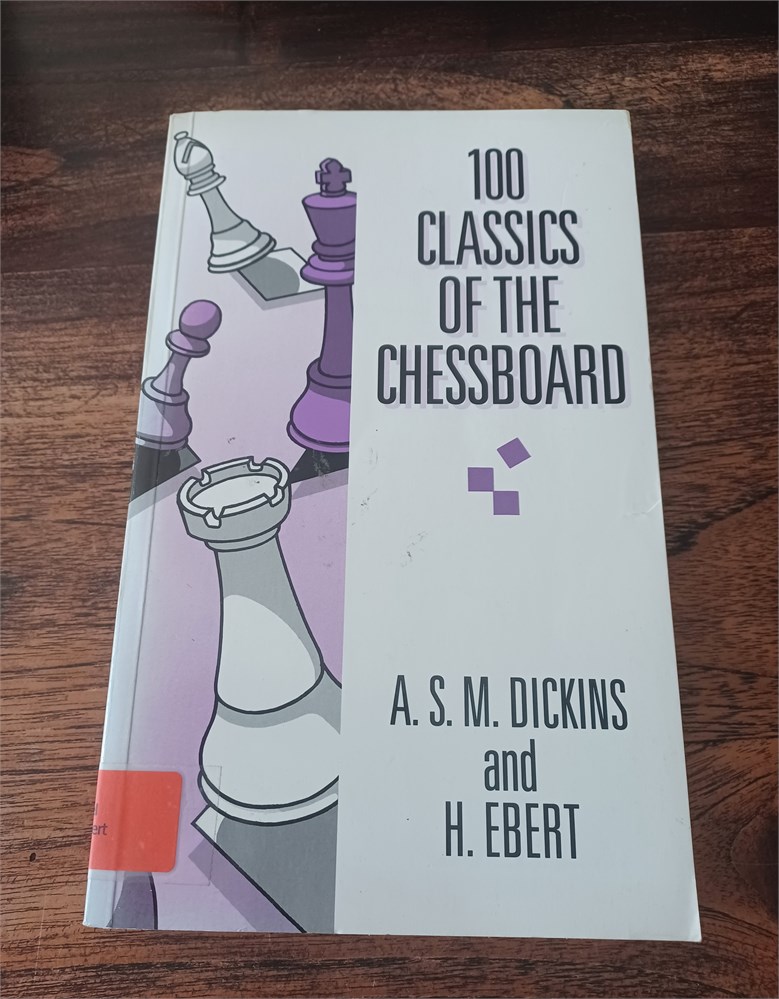 100
CLASSICS
OF THE
CHESSBOARD
A. S. M. DICKINS
and
H. EBERT